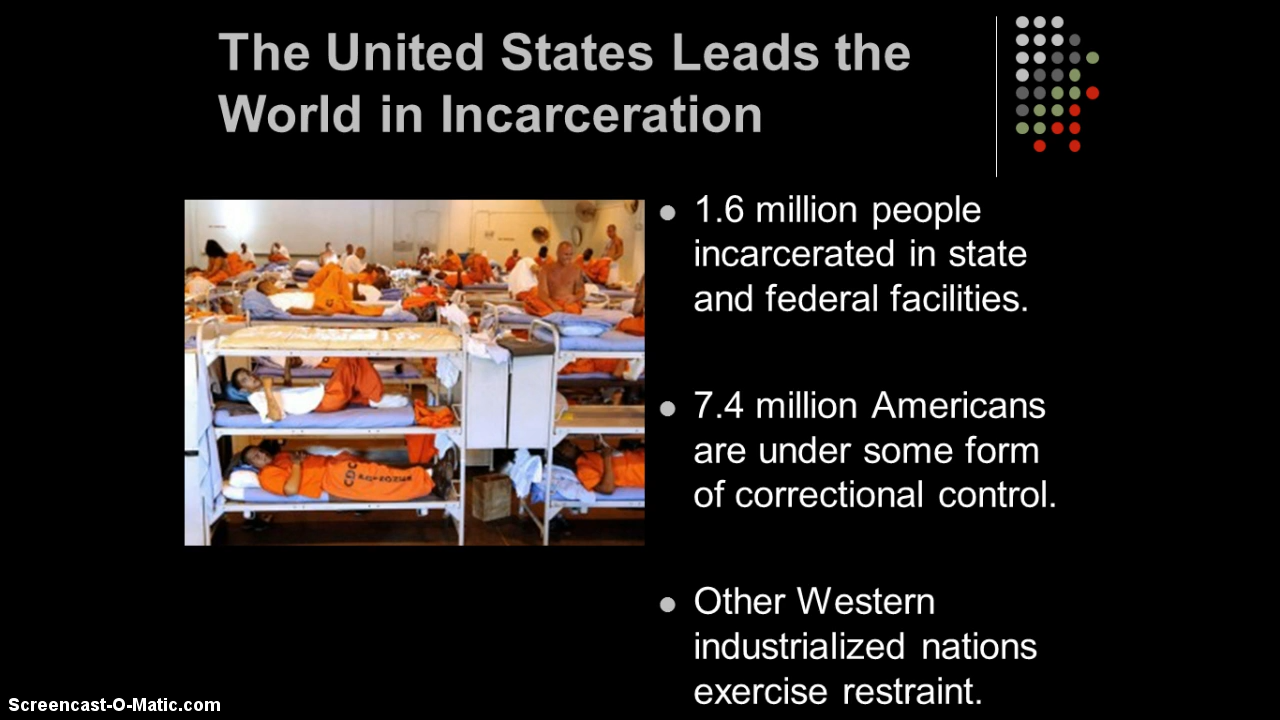 The United States Leads the
World in Incarceration
1.6 million people
incarcerated in state
and federal facilities.
7.4 million Americans
are under some form
of correctional control.
Other Western
industrialized nations
exercise restraint.
Screencast-O-Matic.com